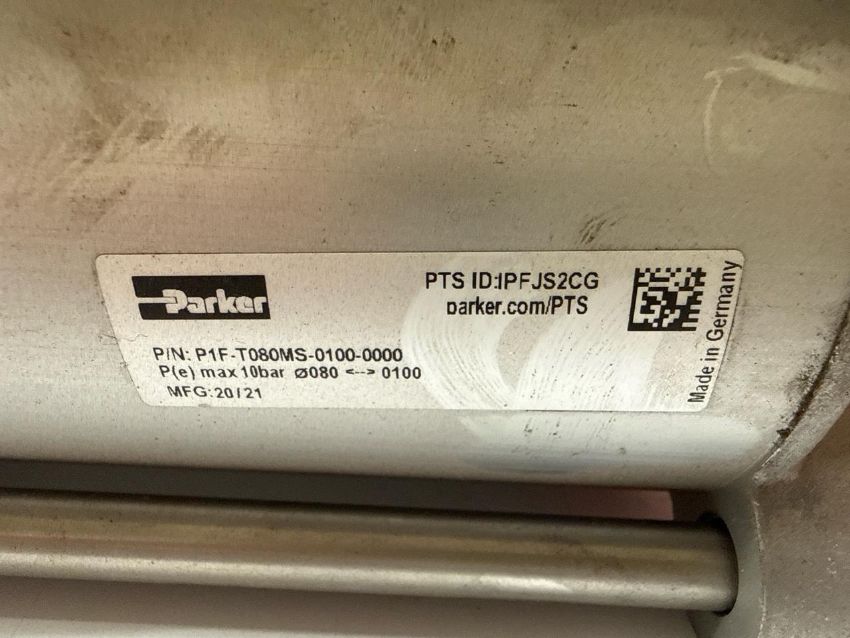 Parker
PTS ID:IPFJS2CG
parker.com/PTS
Made in Germany
P/N: P1F-T080MS-0100-0000
P(e) max 10bar ⌀080 <--> 0100
MFG:20/21